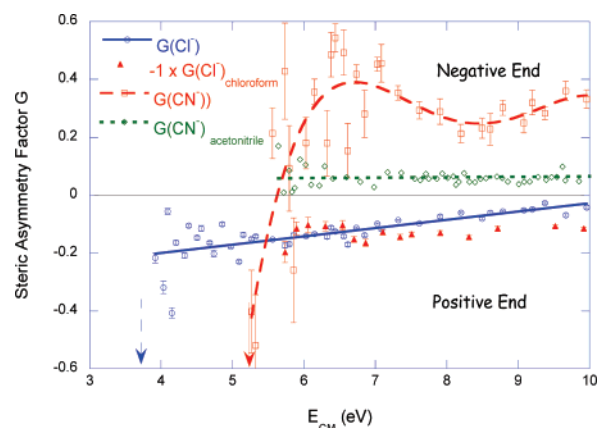 0.6
G(Cl⁻)
-1 x G(Cl⁻)chloroform
G(CN⁻))
G(CN⁻)acetonitrile
Negative End
0.4
0.2
0
-0.2
-0.4
-0.6
Steric Asymmetry Factor G
Positive End
3 4 5 6 7 8 9 10
E_CM (eV)